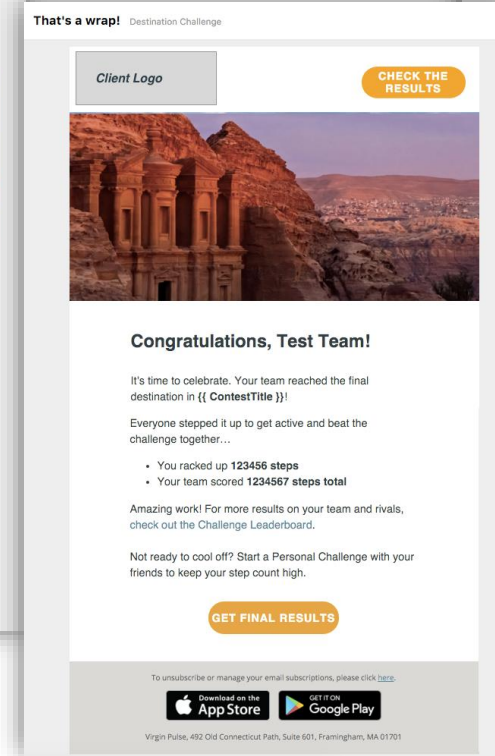 That's a wrap! Destination Challenge
Client Logo
CHECK THE
RESULTS
Congratulations, Test Team!
It's time to celebrate. Your team reached the final
destination in {{ ContestTitle }}!
Everyone stepped it up to get active and beat the
challenge together…
• You racked up 123456 steps
• Your team scored 1234567 steps total
Amazing work! For more results on your team and rivals,
check out the Challenge Leaderboard.
Not ready to cool off? Start a Personal Challenge with your
friends to keep your step count high.
GET FINAL RESULTS
To unsubscribe or manage your email subscriptions, please click here.
Download on the
App Store
GET IT ON
Google Play
Virgin Pulse, 492 Old Connecticut Path, Suite 601, Framingham, MA 01701